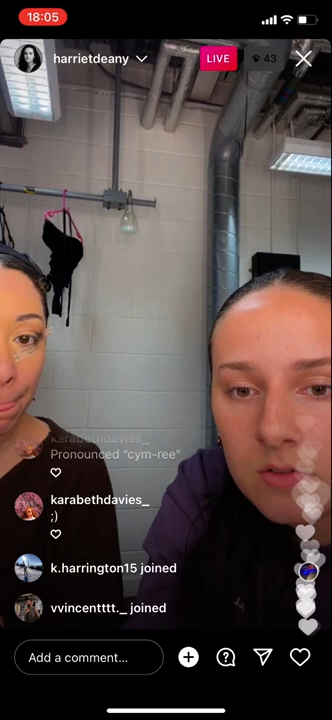 18:05
harrietdeany
LIVE
43
karabethdavies_
Pronounced “cym-ree”
karabethdavies_
;)
k.harrington15 joined
vvincentttt._ joined
Add a comment...